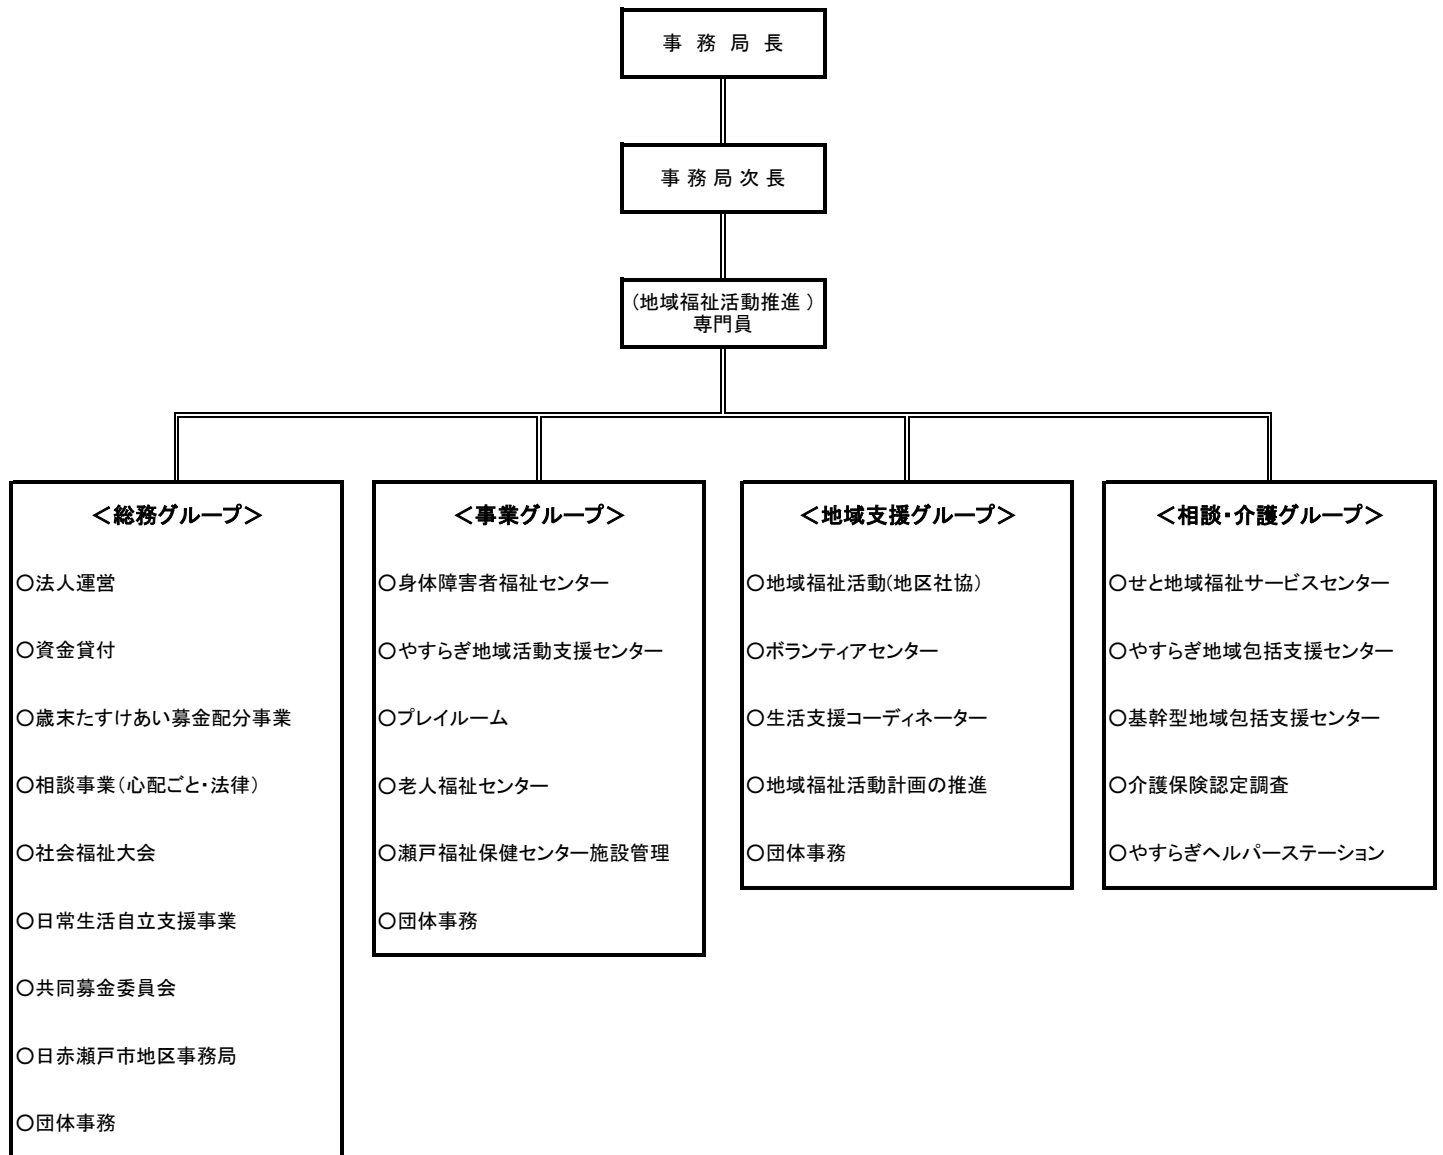 事務局長
事務局次長
(地域福祉活動推進)
専門員
＜総務グループ＞
○法人運営
○資金貸付
○歳末たすけあい募金配分事業
○相談事業（心配ごと・法律）
○社会福祉大会
○日常生活自立支援事業
○共同募金委員会
○日赤瀬戸市地区事務局
○団体事務
＜事業グループ＞
○身体障害者福祉センター
○やすらぎ地域活動支援センター
○プレイルーム
○老人福祉センター
○瀬戸福祉保健センター施設管理
○団体事務
＜地域支援グループ＞
○地域福祉活動(地区社協）
○ボランティアセンター
○生活支援コーディネーター
○地域福祉活動計画の推進
○団体事務
＜相談・介護グループ＞
○せと地域福祉サービスセンター
○やすらぎ地域包括支援センター
○基幹型地域包括支援センター
○介護保険認定調査
○やすらぎヘルパーステーション